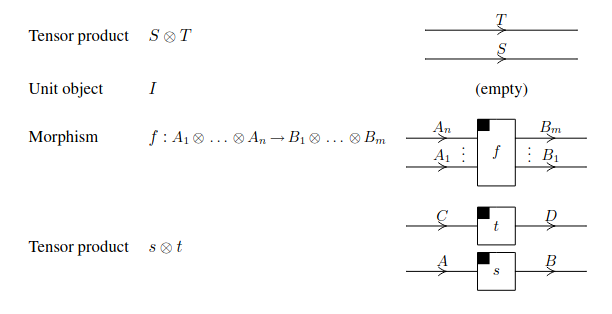 Tensor product S ⊗ T T
S
Unit object I (empty)
Morphism f : A₁ ⊗ … ⊗ Aₙ → B₁ ⊗ … ⊗ Bₘ Aₙ Bₘ
A₁ ⋮ f ⋮ B₁
C t D
Tensor product s ⊗ t
A s B